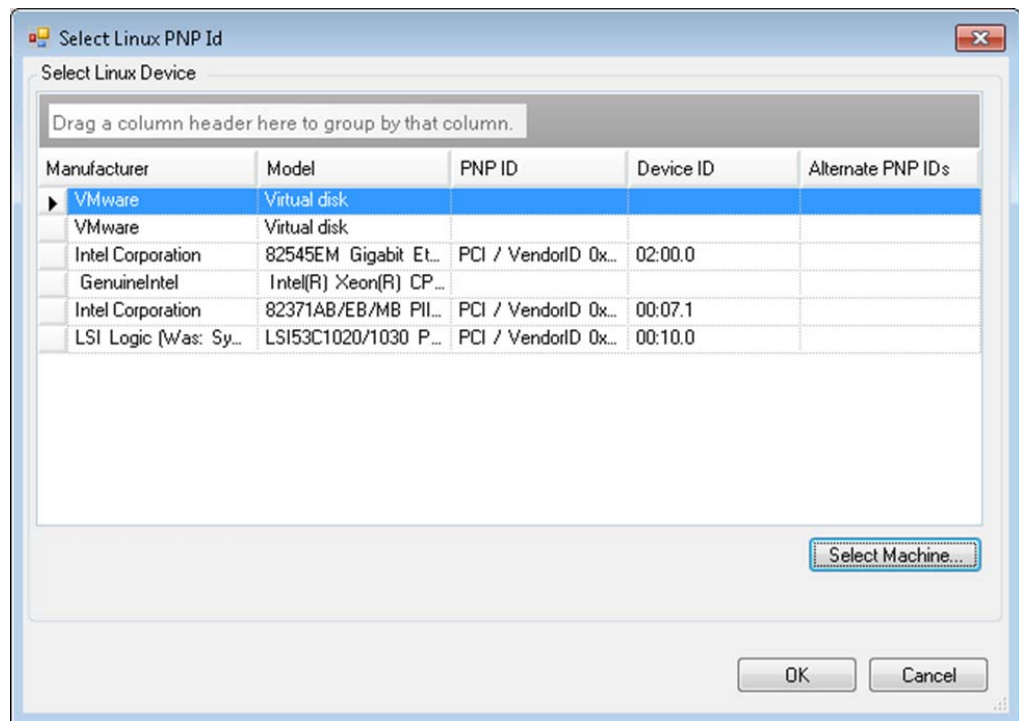 Select Linux PNP Id
Select Linux Device
Drag a column header here to group by that column.
Manufacturer Model PNP ID Device ID Alternate PNP IDs
VMware Virtual disk
VMware Virtual disk
Intel Corporation 82545EM Gigabit Et... PCI / VendorID 0x... 02:00.0
GenuineIntel Intel(R) Xeon(R) CP...
Intel Corporation 82371AB/EB/MB PII... PCI / VendorID 0x... 00:07.1
LSI Logic (Was: Sy... LSI53C1020/1030 P... PCI / VendorID 0x... 00:10.0
Select Machine...
OK Cancel